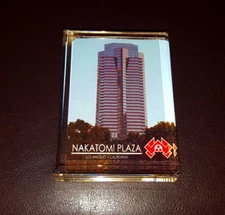 NAKATOMI PLAZA
LOS ANGELES • CALIFORNIA